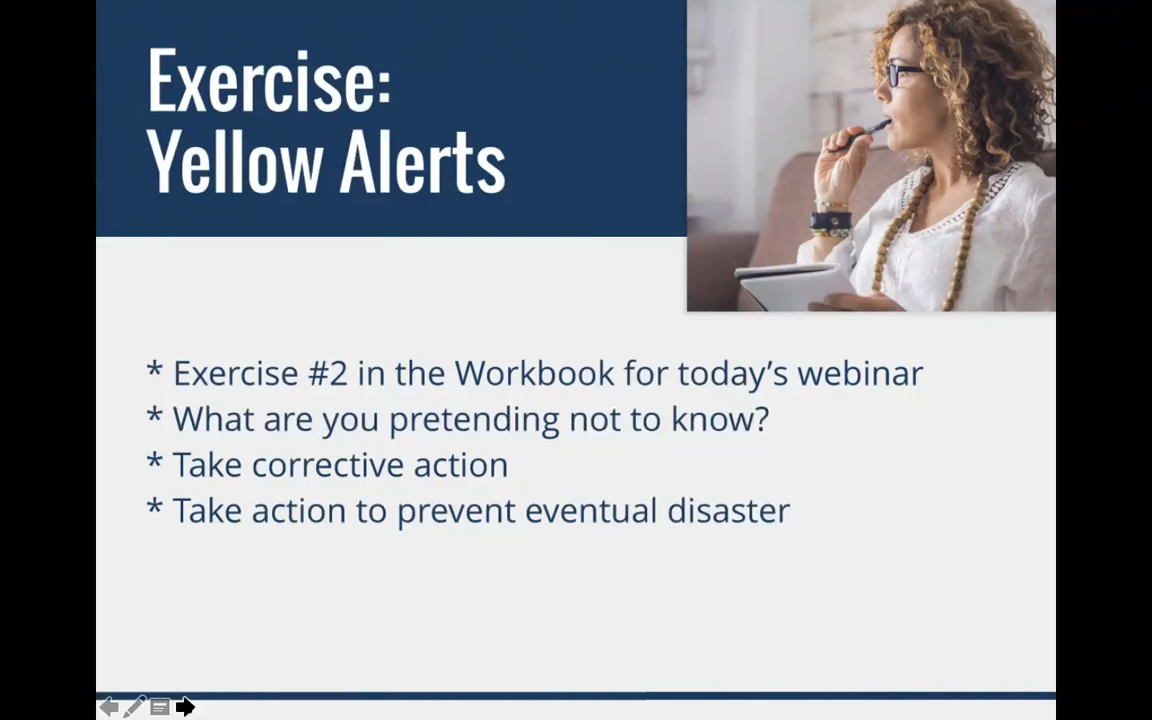 Exercise:
Yellow Alerts
* Exercise #2 in the Workbook for today’s webinar
* What are you pretending not to know?
* Take corrective action
* Take action to prevent eventual disaster